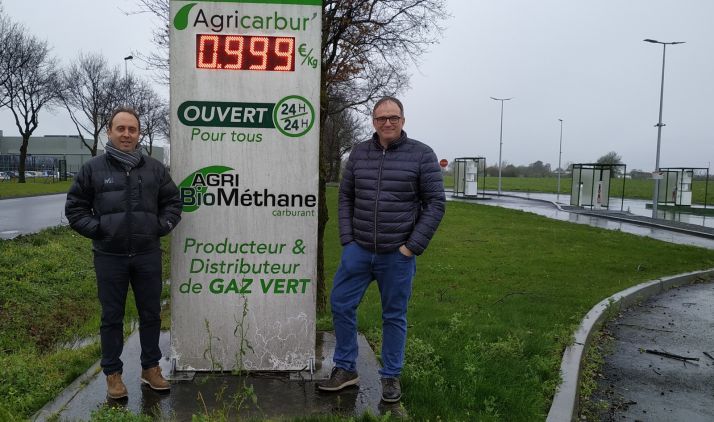 Agricarbur'
0.999 €/Kg
OUVERT 24H
24H
Pour tous
AGRI
BioMéthane
carburant
Producteur &
Distributeur
de GAZ VERT